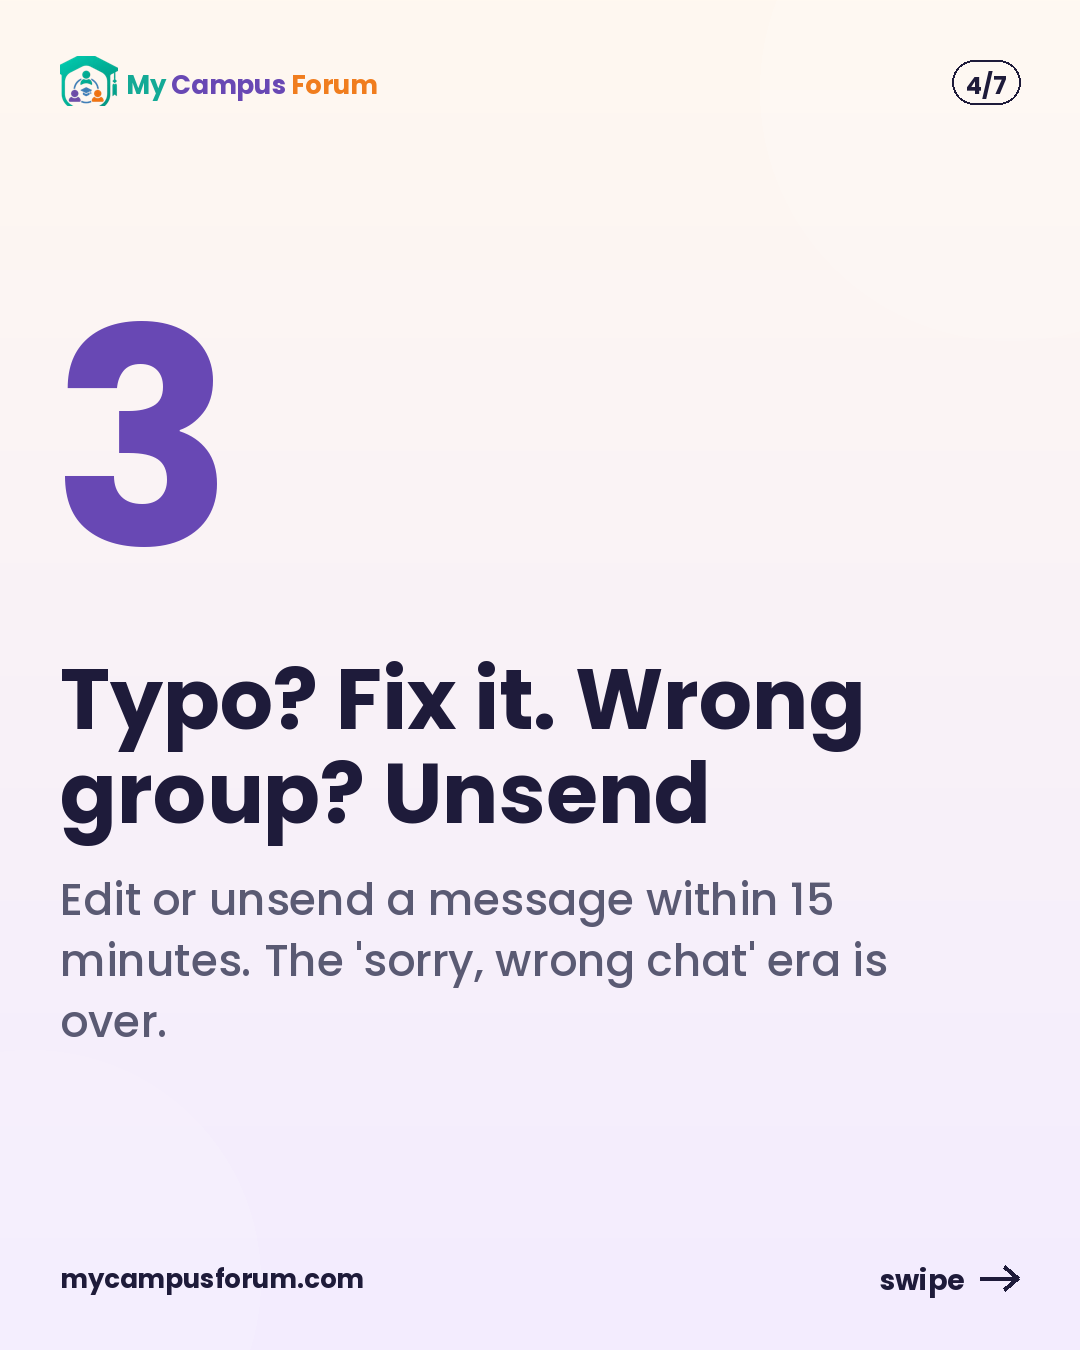 My Campus Forum
4/7
3
Typo? Fix it. Wrong
group? Unsend
Edit or unsend a message within 15
minutes. The 'sorry, wrong chat' era is
over.
mycampusforum.com
swipe →